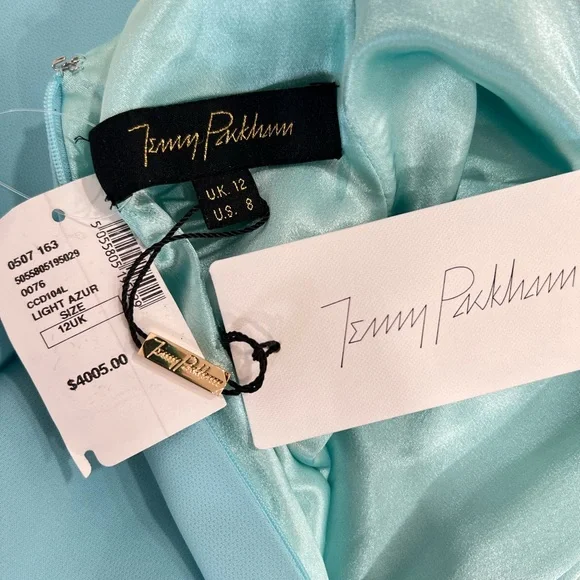 Jenny Packham
U.K. 12
U.S. 8
0507 163
5055805195029
0076
CCD104L
LIGHT AZUR
SIZE
12UK
$4005.00
Jenny Packham
Jenny Packham